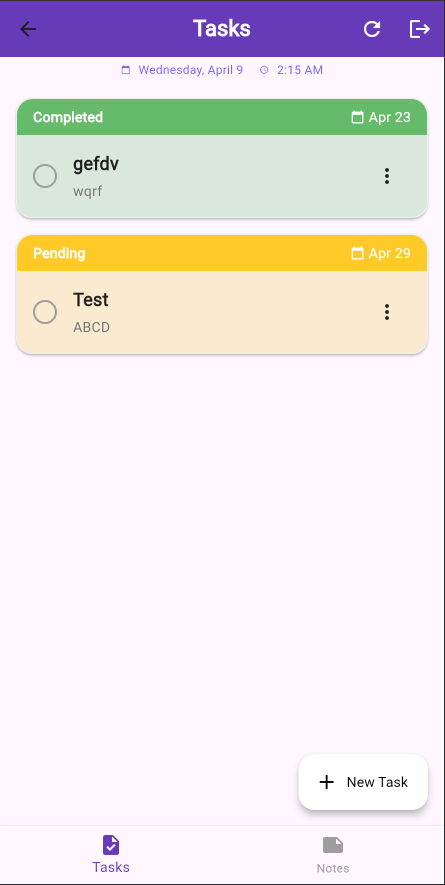 Tasks
Wednesday, April 9 2:15 AM
Completed Apr 23
gefdv
wqrf
Pending Apr 29
Test
ABCD
New Task
Tasks Notes